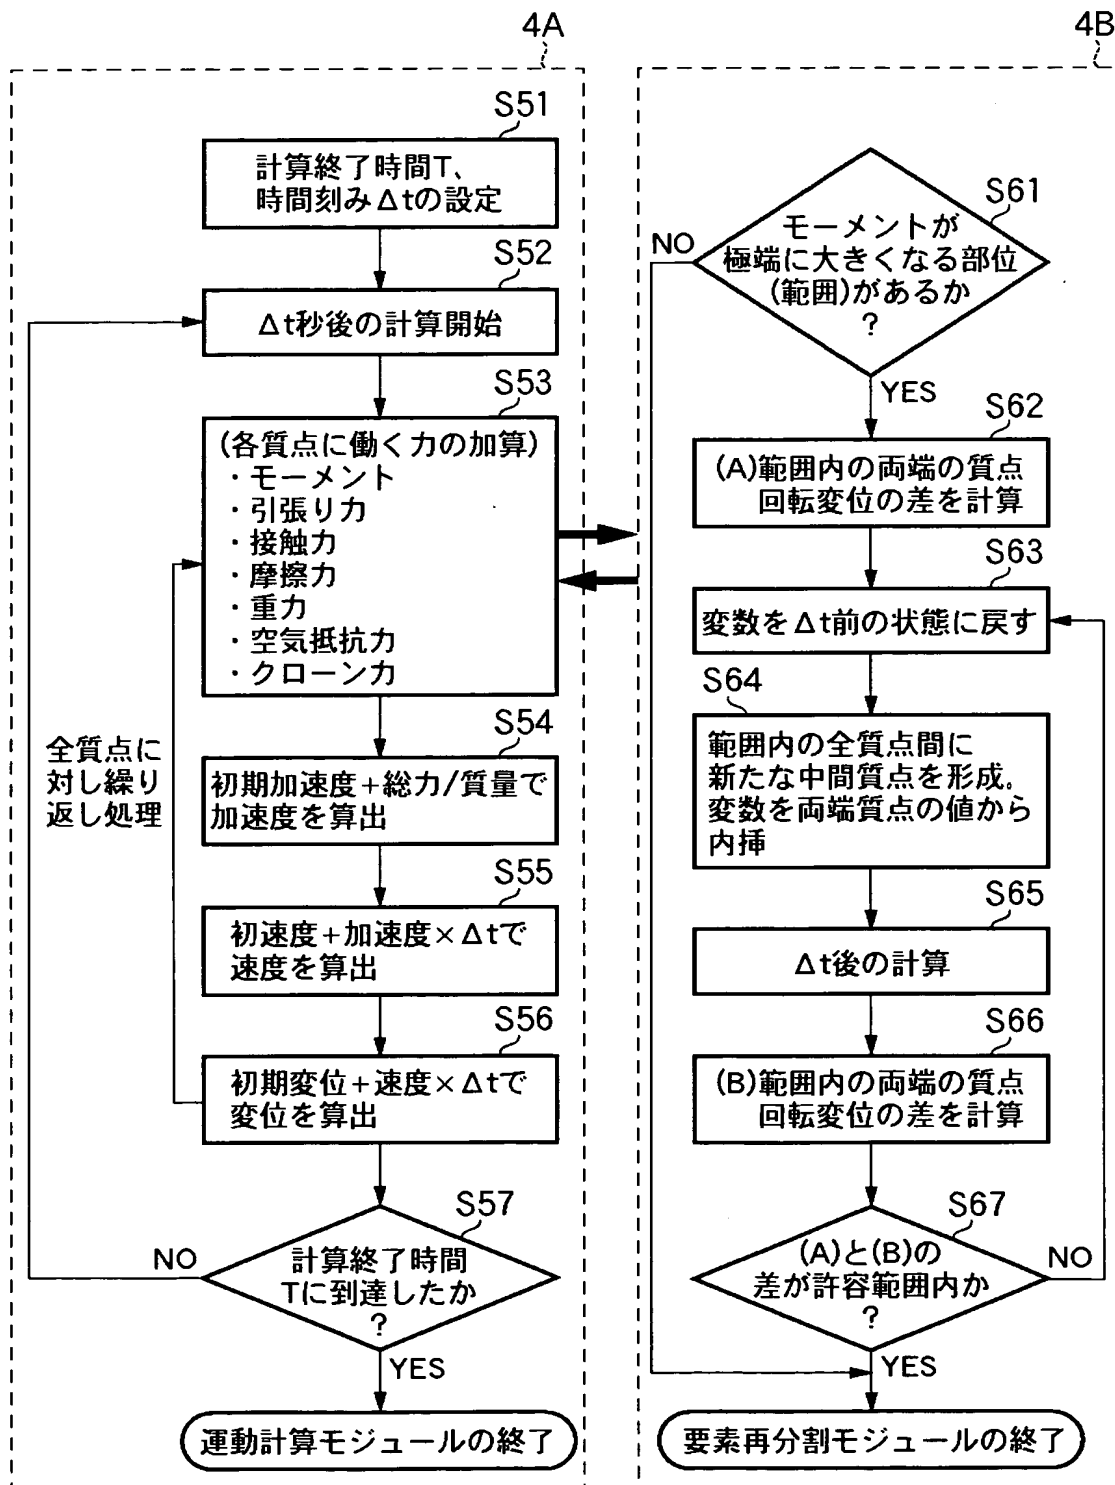 4A
S51
計算終了時間T、
時間刻みΔtの設定
S52
Δt秒後の計算開始
S53
(各質点に働く力の加算)
・モーメント
・引張り力
・接触力
・摩擦力
・重力
・空気抵抗力
・クローン力
全質点に
対し繰り
返し処理
S54
初期加速度+総力/質量で
加速度を算出
S55
初速度+加速度×Δtで
速度を算出
S56
初期変位+速度×Δtで
変位を算出
S57
NO
計算終了時間
Tに到達したか
?
YES
運動計算モジュールの終了
4B
S61
NO
モーメントが
極端に大きくなる部位
(範囲)があるか
?
YES
S62
(A)範囲内の両端の質点
回転変位の差を計算
S63
変数をΔt前の状態に戻す
S64
範囲内の全質点間に
新たな中間質点を形成.
変数を両端質点の値から
内挿
S65
Δt後の計算
S66
(B)範囲内の両端の質点
回転変位の差を計算
S67
(A)と(B)の
差が許容範囲内か
?
NO
YES
要素再分割モジュールの終了